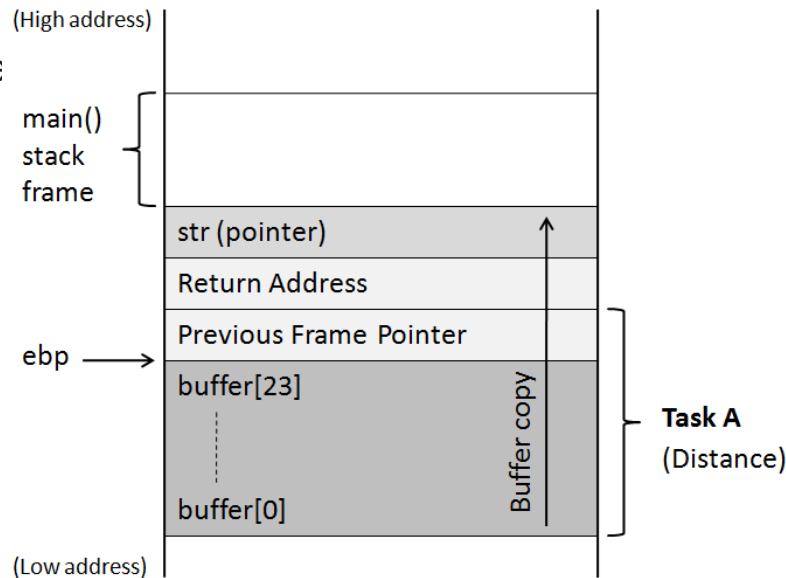 (High address)
main()
stack
frame
str (pointer)
Return Address
Previous Frame Pointer
ebp
buffer[23]
Buffer copy
Task A
(Distance)
buffer[0]
(Low address)